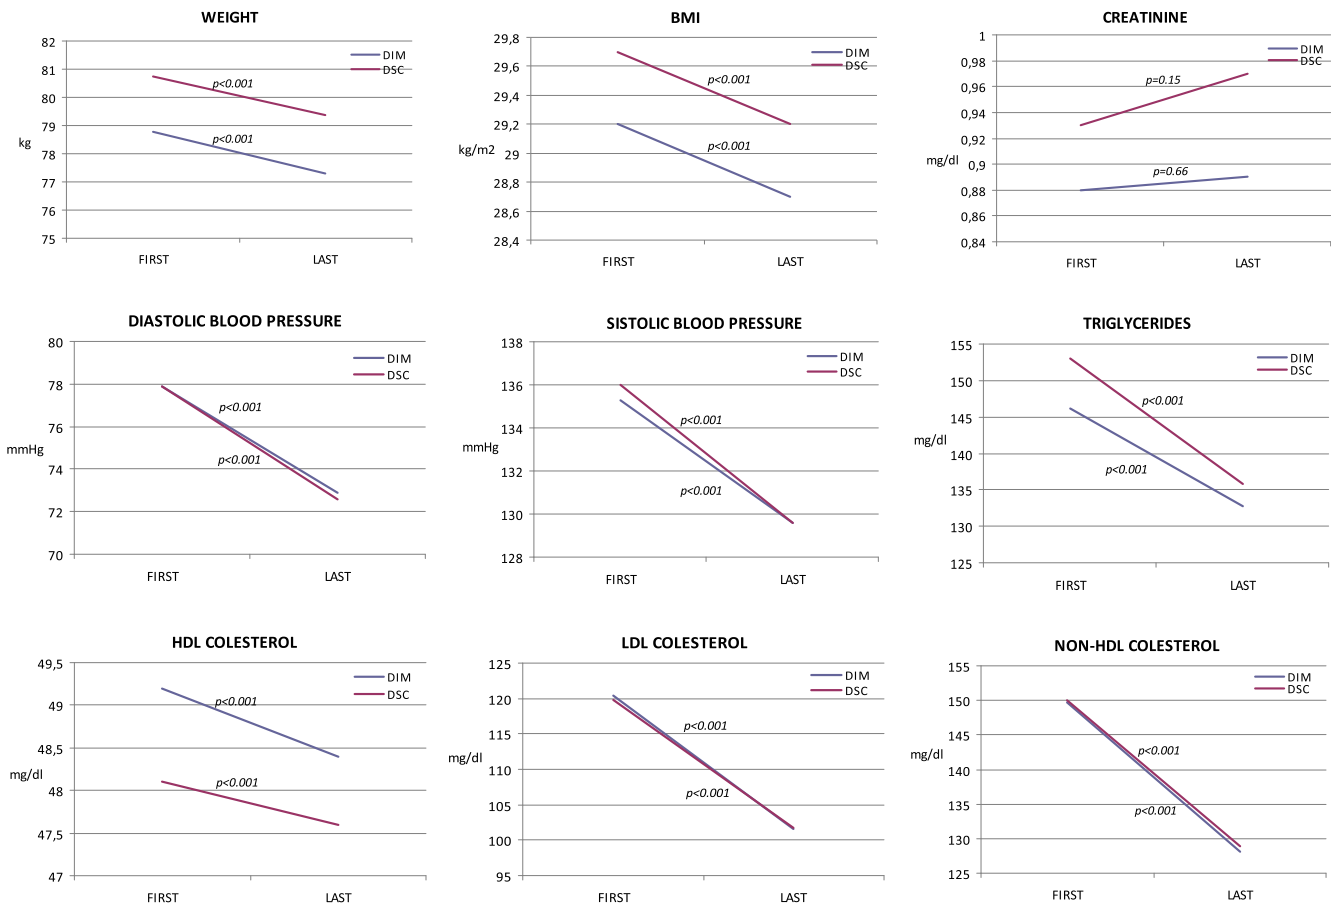 WEIGHT
82
81
80
79
78
77
76
75
kg
DIM
DSC
p<0.001
p<0.001
FIRST LAST
BMI
29,8
29,6
29,4
29,2
29
28,8
28,6
28,4
kg/m2
DIM
DSC
p<0.001
p<0.001
FIRST LAST
CREATININE
1
0,98
0,96
0,94
0,92
0,9
0,88
0,86
0,84
mg/dl
DIM
DSC
p=0.15
p=0.66
FIRST LAST
DIASTOLIC BLOOD PRESSURE
80
78
76
74
72
70
mmHg
DIM
DSC
p<0.001
p<0.001
FIRST LAST
SISTOLIC BLOOD PRESSURE
138
136
134
132
130
128
mmHg
DIM
DSC
p<0.001
p<0.001
FIRST LAST
TRIGLYCERIDES
155
150
145
140
135
130
125
mg/dl
DIM
DSC
p<0.001
p<0.001
FIRST LAST
HDL COLESTEROL
49,5
49
48,5
48
47,5
47
mg/dl
DIM
DSC
p<0.001
p<0.001
FIRST LAST
LDL COLESTEROL
125
120
115
110
105
100
95
mg/dl
DIM
DSC
p<0.001
p<0.001
FIRST LAST
NON-HDL COLESTEROL
155
150
145
140
135
130
125
mg/dl
DIM
DSC
p<0.001
p<0.001
FIRST LAST